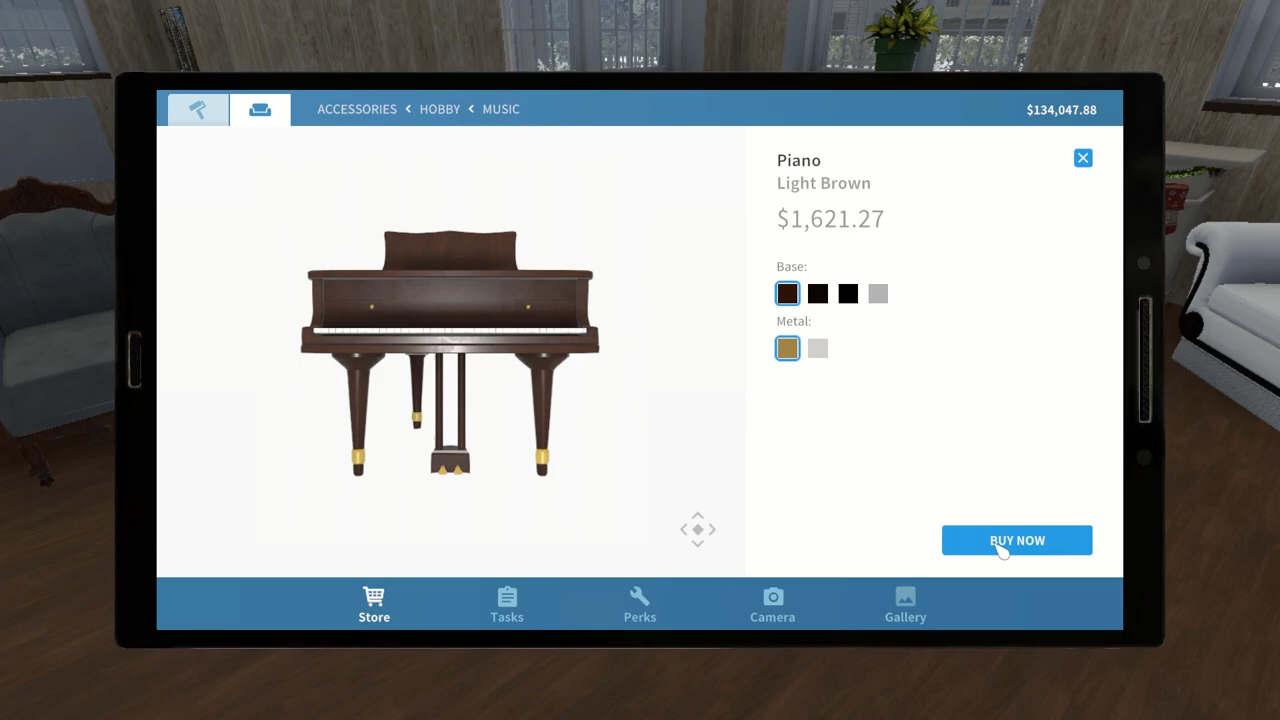 ACCESSORIES < HOBBY < MUSIC
$134,047.88
Piano
Light Brown
$1,621.27
Base:
Metal:
BUY NOW
Store
Tasks
Perks
Camera
Gallery